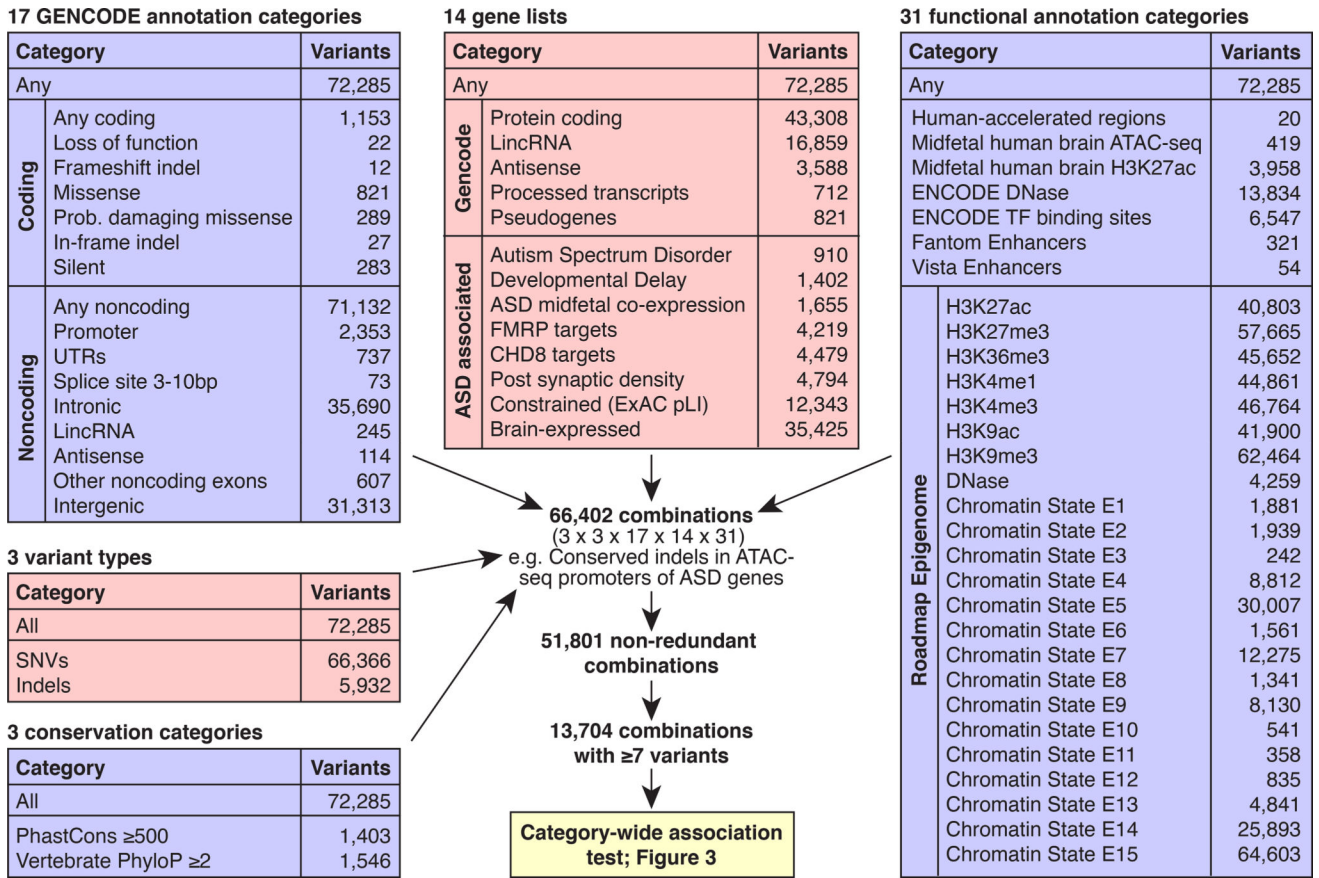 17 GENCODE annotation categories
Category Variants
Any 72,285
Coding
Any coding 1,153
Loss of function 22
Frameshift indel 12
Missense 821
Prob. damaging missense 289
In-frame indel 27
Silent 283
Noncoding
Any noncoding 71,132
Promoter 2,353
UTRs 737
Splice site 3-10bp 73
Intronic 35,690
LincRNA 245
Antisense 114
Other noncoding exons 607
Intergenic 31,313
3 variant types
Category Variants
All 72,285
SNVs 66,366
Indels 5,932
3 conservation categories
Category Variants
All 72,285
PhastCons ≥500 1,403
Vertebrate PhyloP ≥2 1,546
14 gene lists
Category Variants
Any 72,285
Gencode
Protein coding 43,308
LincRNA 16,859
Antisense 3,588
Processed transcripts 712
Pseudogenes 821
ASD associated
Autism Spectrum Disorder 910
Developmental Delay 1,402
ASD midfetal co-expression 1,655
FMRP targets 4,219
CHD8 targets 4,479
Post synaptic density 4,794
Constrained (ExAC pLI) 12,343
Brain-expressed 35,425
66,402 combinations
(3 x 3 x 17 x 14 x 31)
e.g. Conserved indels in ATAC-
seq promoters of ASD genes
51,801 non-redundant
combinations
13,704 combinations
with ≥7 variants
Category-wide association
test; Figure 3
31 functional annotation categories
Category Variants
Any 72,285
Human-accelerated regions 20
Midfetal human brain ATAC-seq 419
Midfetal human brain H3K27ac 3,958
ENCODE DNase 13,834
ENCODE TF binding sites 6,547
Fantom Enhancers 321
Vista Enhancers 54
Roadmap Epigenome
H3K27ac 40,803
H3K27me3 57,665
H3K36me3 45,652
H3K4me1 44,861
H3K4me3 46,764
H3K9ac 41,900
H3K9me3 62,464
DNase 4,259
Chromatin State E1 1,881
Chromatin State E2 1,939
Chromatin State E3 242
Chromatin State E4 8,812
Chromatin State E5 30,007
Chromatin State E6 1,561
Chromatin State E7 12,275
Chromatin State E8 1,341
Chromatin State E9 8,130
Chromatin State E10 541
Chromatin State E11 358
Chromatin State E12 835
Chromatin State E13 4,841
Chromatin State E14 25,893
Chromatin State E15 64,603